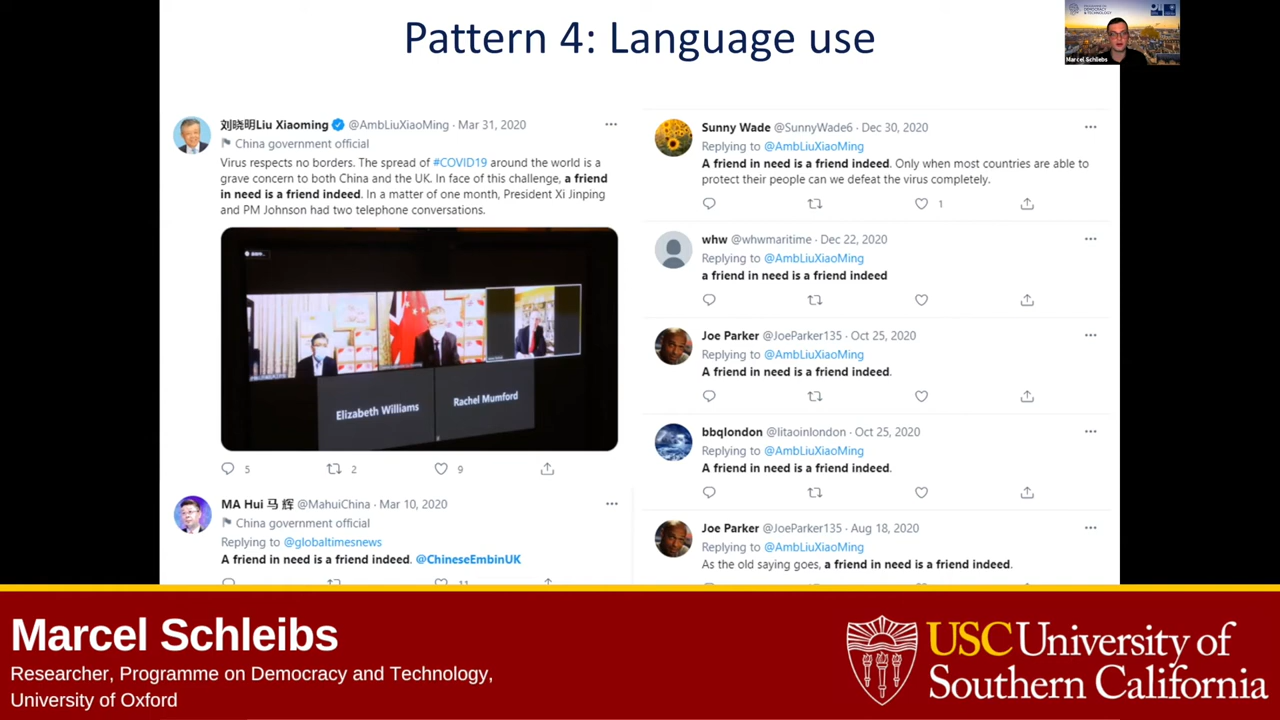 Pattern 4: Language use
Marcel Schliebs
刘晓明Liu Xiaoming @AmbLiuXiaoMing · Mar 31, 2020
China government official
Virus respects no borders. The spread of #COVID19 around the world is a
grave concern to both China and the UK. In face of this challenge, a friend
in need is a friend indeed. In a matter of one month, President Xi Jinping
and PM Johnson had two telephone conversations.
Elizabeth Williams
Rachel Mumford
5 2 9
MA Hui 马 辉 @MahuiChina · Mar 10, 2020
China government official
Replying to @globaltimesnews
A friend in need is a friend indeed. @ChineseEmbinUK
11
Sunny Wade @SunnyWade6 · Dec 30, 2020
Replying to @AmbLiuXiaoMing
A friend in need is a friend indeed. Only when most countries are able to
protect their people can we defeat the virus completely.
1
whw @whwmaritime · Dec 22, 2020
Replying to @AmbLiuXiaoMing
a friend in need is a friend indeed
Joe Parker @JoeParker135 · Oct 25, 2020
Replying to @AmbLiuXiaoMing
A friend in need is a friend indeed.
bbqlondon @litaoinlondon · Oct 25, 2020
Replying to @AmbLiuXiaoMing
A friend in need is a friend indeed.
Joe Parker @JoeParker135 · Aug 18, 2020
Replying to @AmbLiuXiaoMing
As the old saying goes, a friend in need is a friend indeed.
Marcel Schleibs
Researcher, Programme on Democracy and Technology,
University of Oxford
USC University of
Southern California